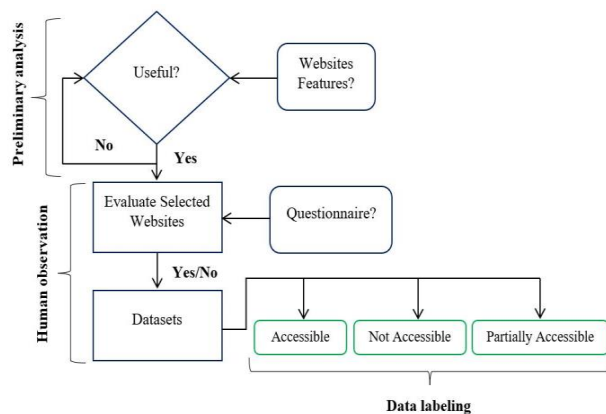 Preliminary analysis
Useful?
Websites
Features?
No
Yes
Human observation
Evaluate Selected
Websites
Questionnaire?
Yes/No
Datasets
Accessible
Not Accessible
Partially Accessible
Data labeling